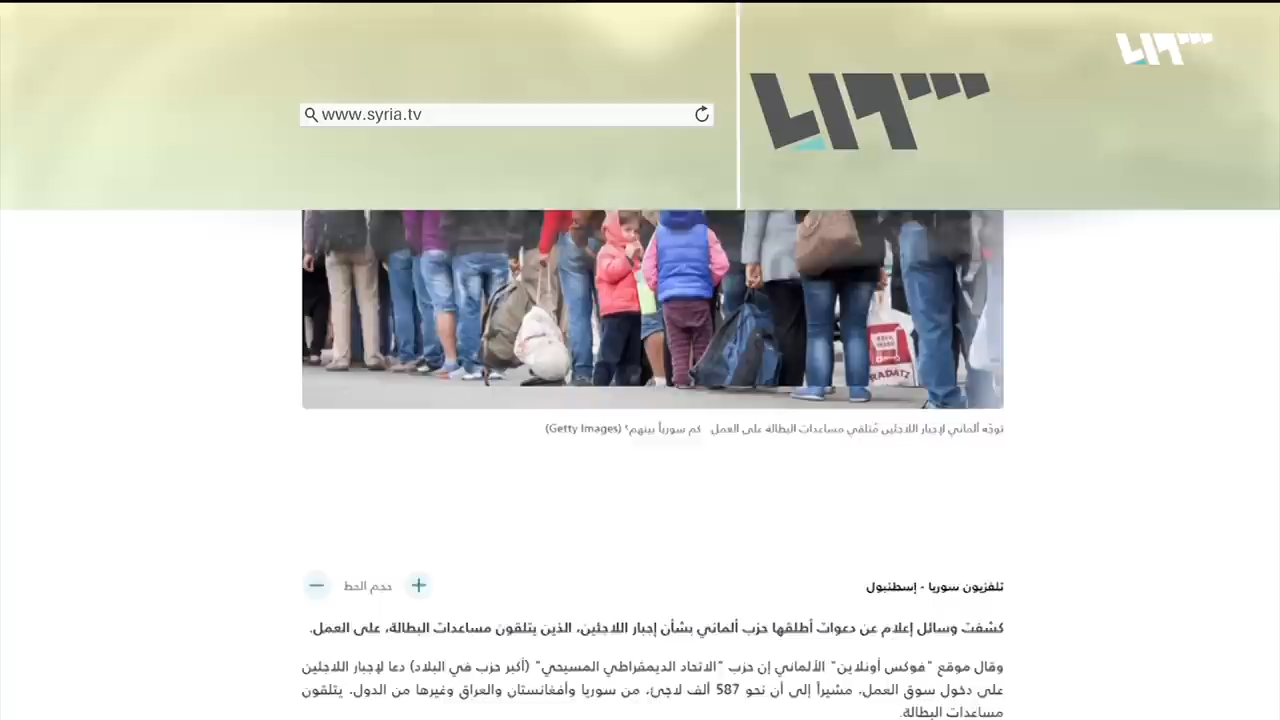 www.syria.tv
RADATZ
توجّه ألماني لإجبار اللاجئين مُتلقي مساعدات البطالة على العمل.. كم سورياً بينهم؟ (Getty Images)
تلفزيون سوريا - إسطنبول
حجم الخط
كشفت وسائل إعلام عن دعوات أطلقها حزب ألماني بشأن إجبار اللاجئين، الذين يتلقون مساعدات البطالة، على العمل.
وقال موقع "فوكس أونلاين" الألماني إن حزب "الاتحاد الديمقراطي المسيحي" (أكبر حزب في البلاد) دعا لإجبار اللاجئين
على دخول سوق العمل، مشيراً إلى أن نحو 587 ألف لاجئ، من سوريا وأفغانستان والعراق وغيرها من الدول، يتلقون
مساعدات البطالة.